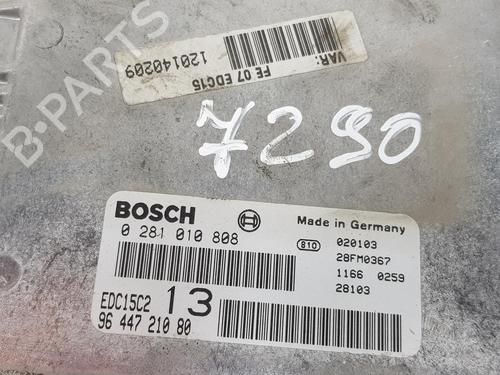 VAR:
FE 07 EDC15
120140209
7290
BOSCH
0 281 010 808
Made in Germany
810 020103
28FM0367
1166 0259
28103
EDC15C2 13
96 447 210 80
B-PARTS
B-PARTS